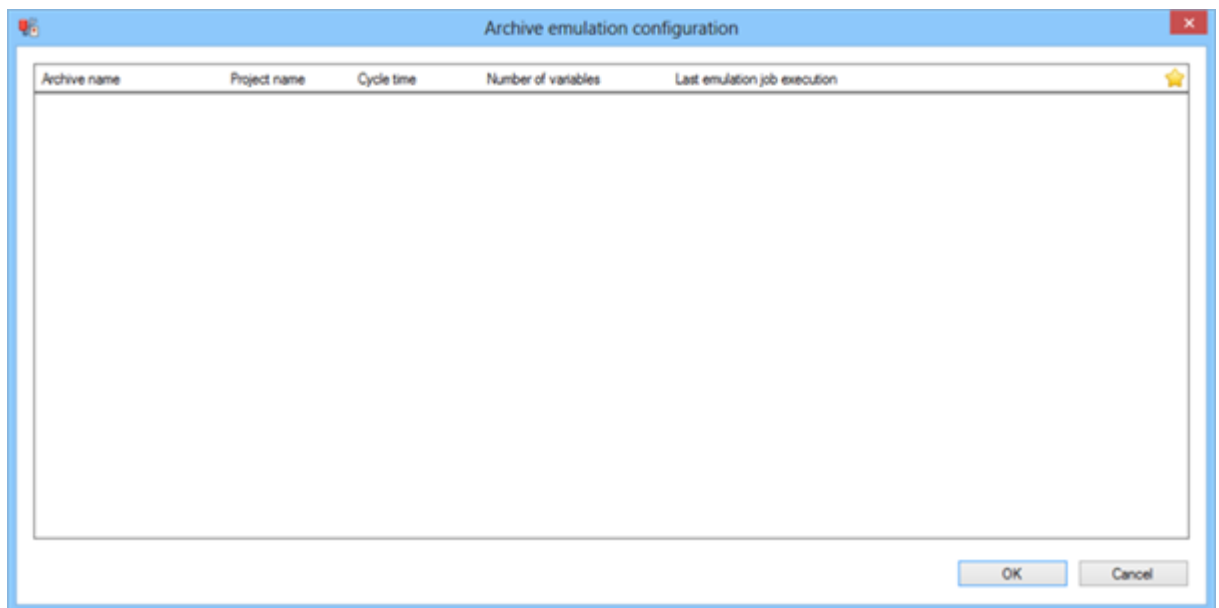 Archive emulation configuration
Archive name Project name Cycle time Number of variables Last emulation job execution
OK Cancel